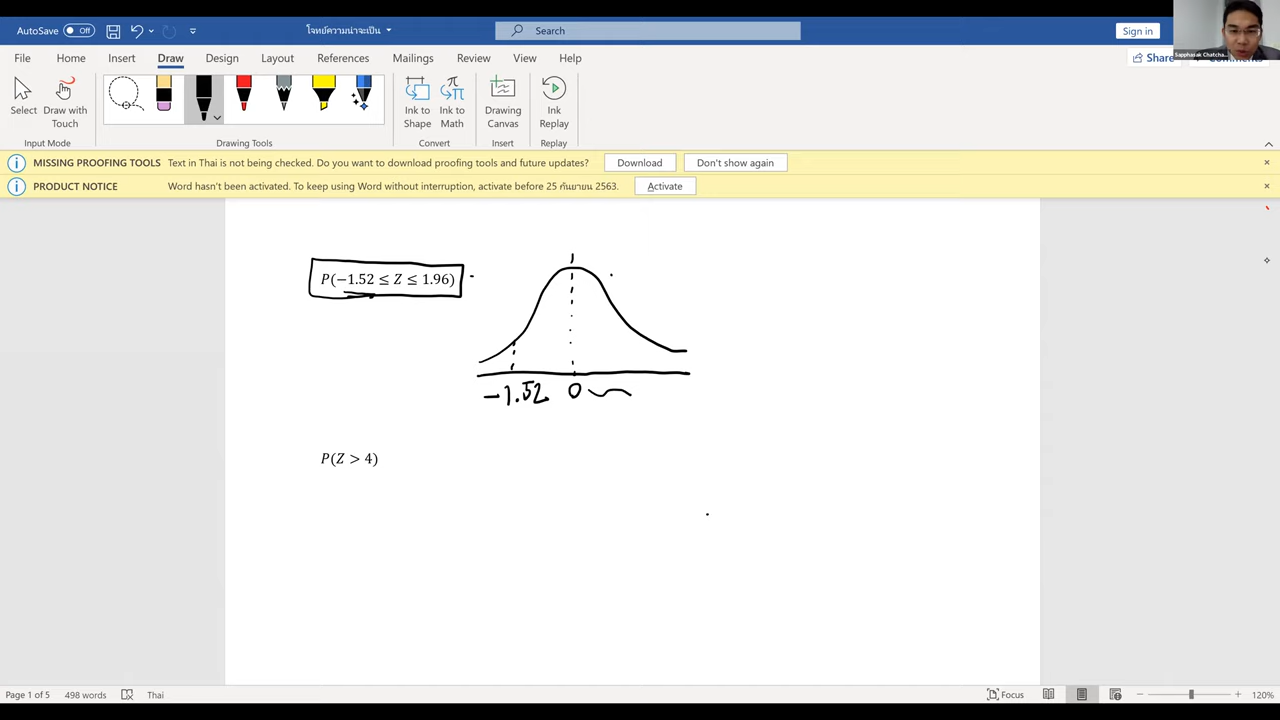 AutoSave Off โจทย์ความน่าจะเป็น Search Sign in
Sapphasak Chatcha...
File Home Insert Draw Design Layout References Mailings Review View Help Share Comments
Select Draw with Touch Ink to Shape Ink to Math Drawing Canvas Ink Replay
Input Mode Drawing Tools Convert Insert Replay
MISSING PROOFING TOOLS Text in Thai is not being checked. Do you want to download proofing tools and future updates? Download Don't show again
PRODUCT NOTICE Word hasn't been activated. To keep using Word without interruption, activate before 25 กันยายน 2563. Activate
P(−1.52 ≤ Z ≤ 1.96)
-1.52 0
P(Z > 4)
Page 1 of 5 498 words Thai Focus 120%